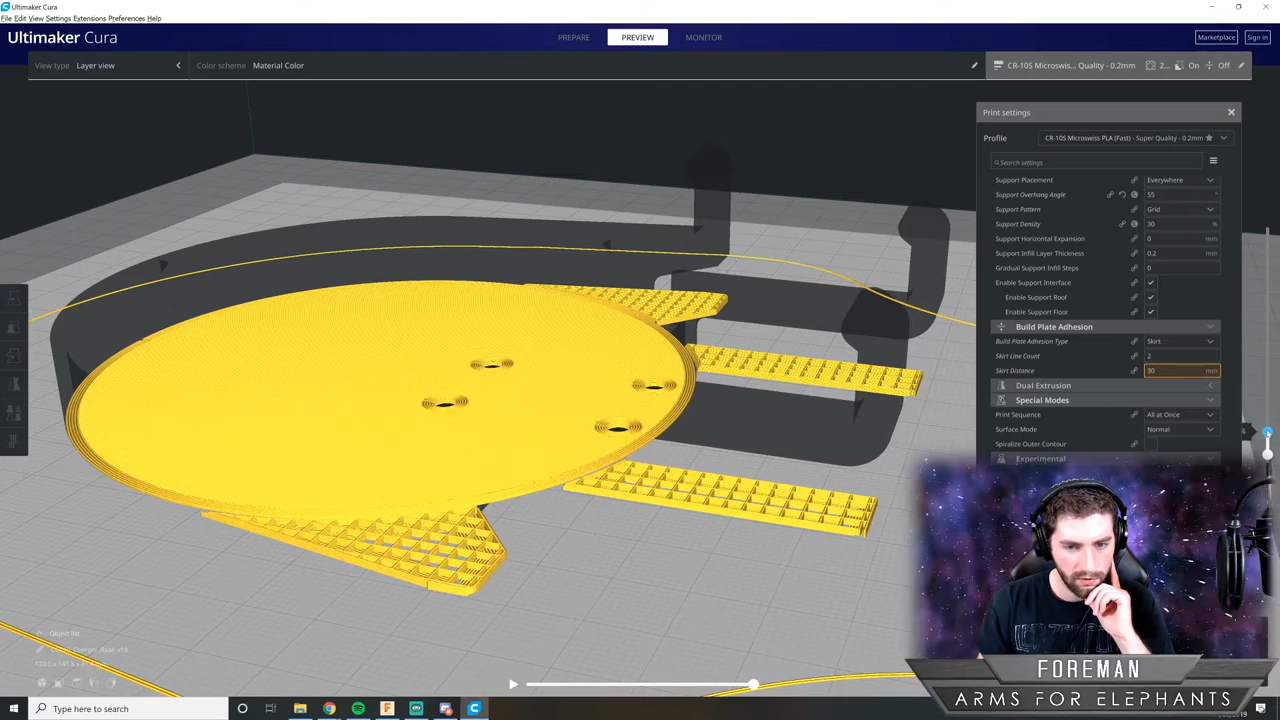 Ultimaker Cura
File Edit View Settings Extensions Preferences Help
Ultimaker Cura
PREPARE
PREVIEW
MONITOR
Marketplace
Sign in
View type Layer view
Color scheme Material Color
CR-10S Microswis... Quality - 0.2mm 2... On Off
Print settings
Profile CR-10S Microswiss PLA (Fast) - Super Quality - 0.2mm
Search settings
Support Placement Everywhere
Support Overhang Angle 55 °
Support Pattern Grid
Support Density 30 %
Support Horizontal Expansion 0 mm
Support Infill Layer Thickness 0.2 mm
Gradual Support Infill Steps 0
Enable Support Interface
Enable Support Roof
Enable Support Floor
Build Plate Adhesion
Build Plate Adhesion Type Skirt
Skirt Line Count 2
Skirt Distance 30 mm
Dual Extrusion
Special Modes
Print Sequence All at Once
Surface Mode Normal
Spiralize Outer Contour
Experimental
Object list
FOREMAN
ARMS FOR ELEPHANTS
Type here to search